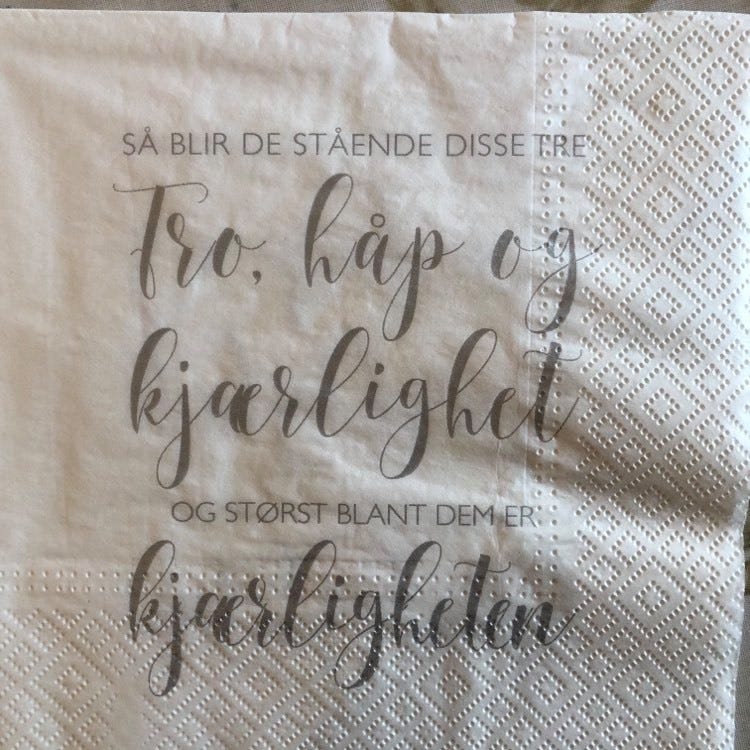 SÅ BLIR DE STÅENDE DISSE TRE
Tro, håp og
kjærlighet
OG STØRST BLANT DEM ER
kjærligheten